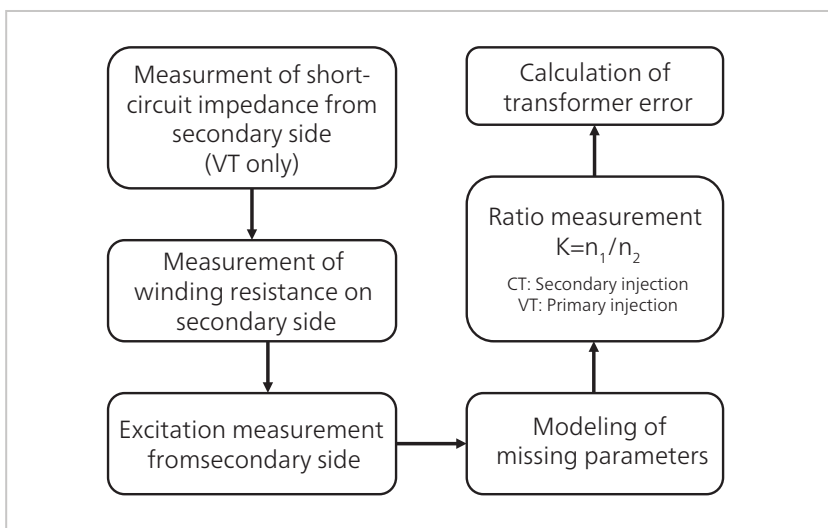 Measurment of short-
circuit impedance from
secondary side
(VT only)
Measurement of
winding resistance on
secondary side
Excitation measurement
fromsecondary side
Modeling of
missing parameters
Ratio measurement
K=n₁/n₂
CT: Secondary injection
VT: Primary injection
Calculation of
transformer error